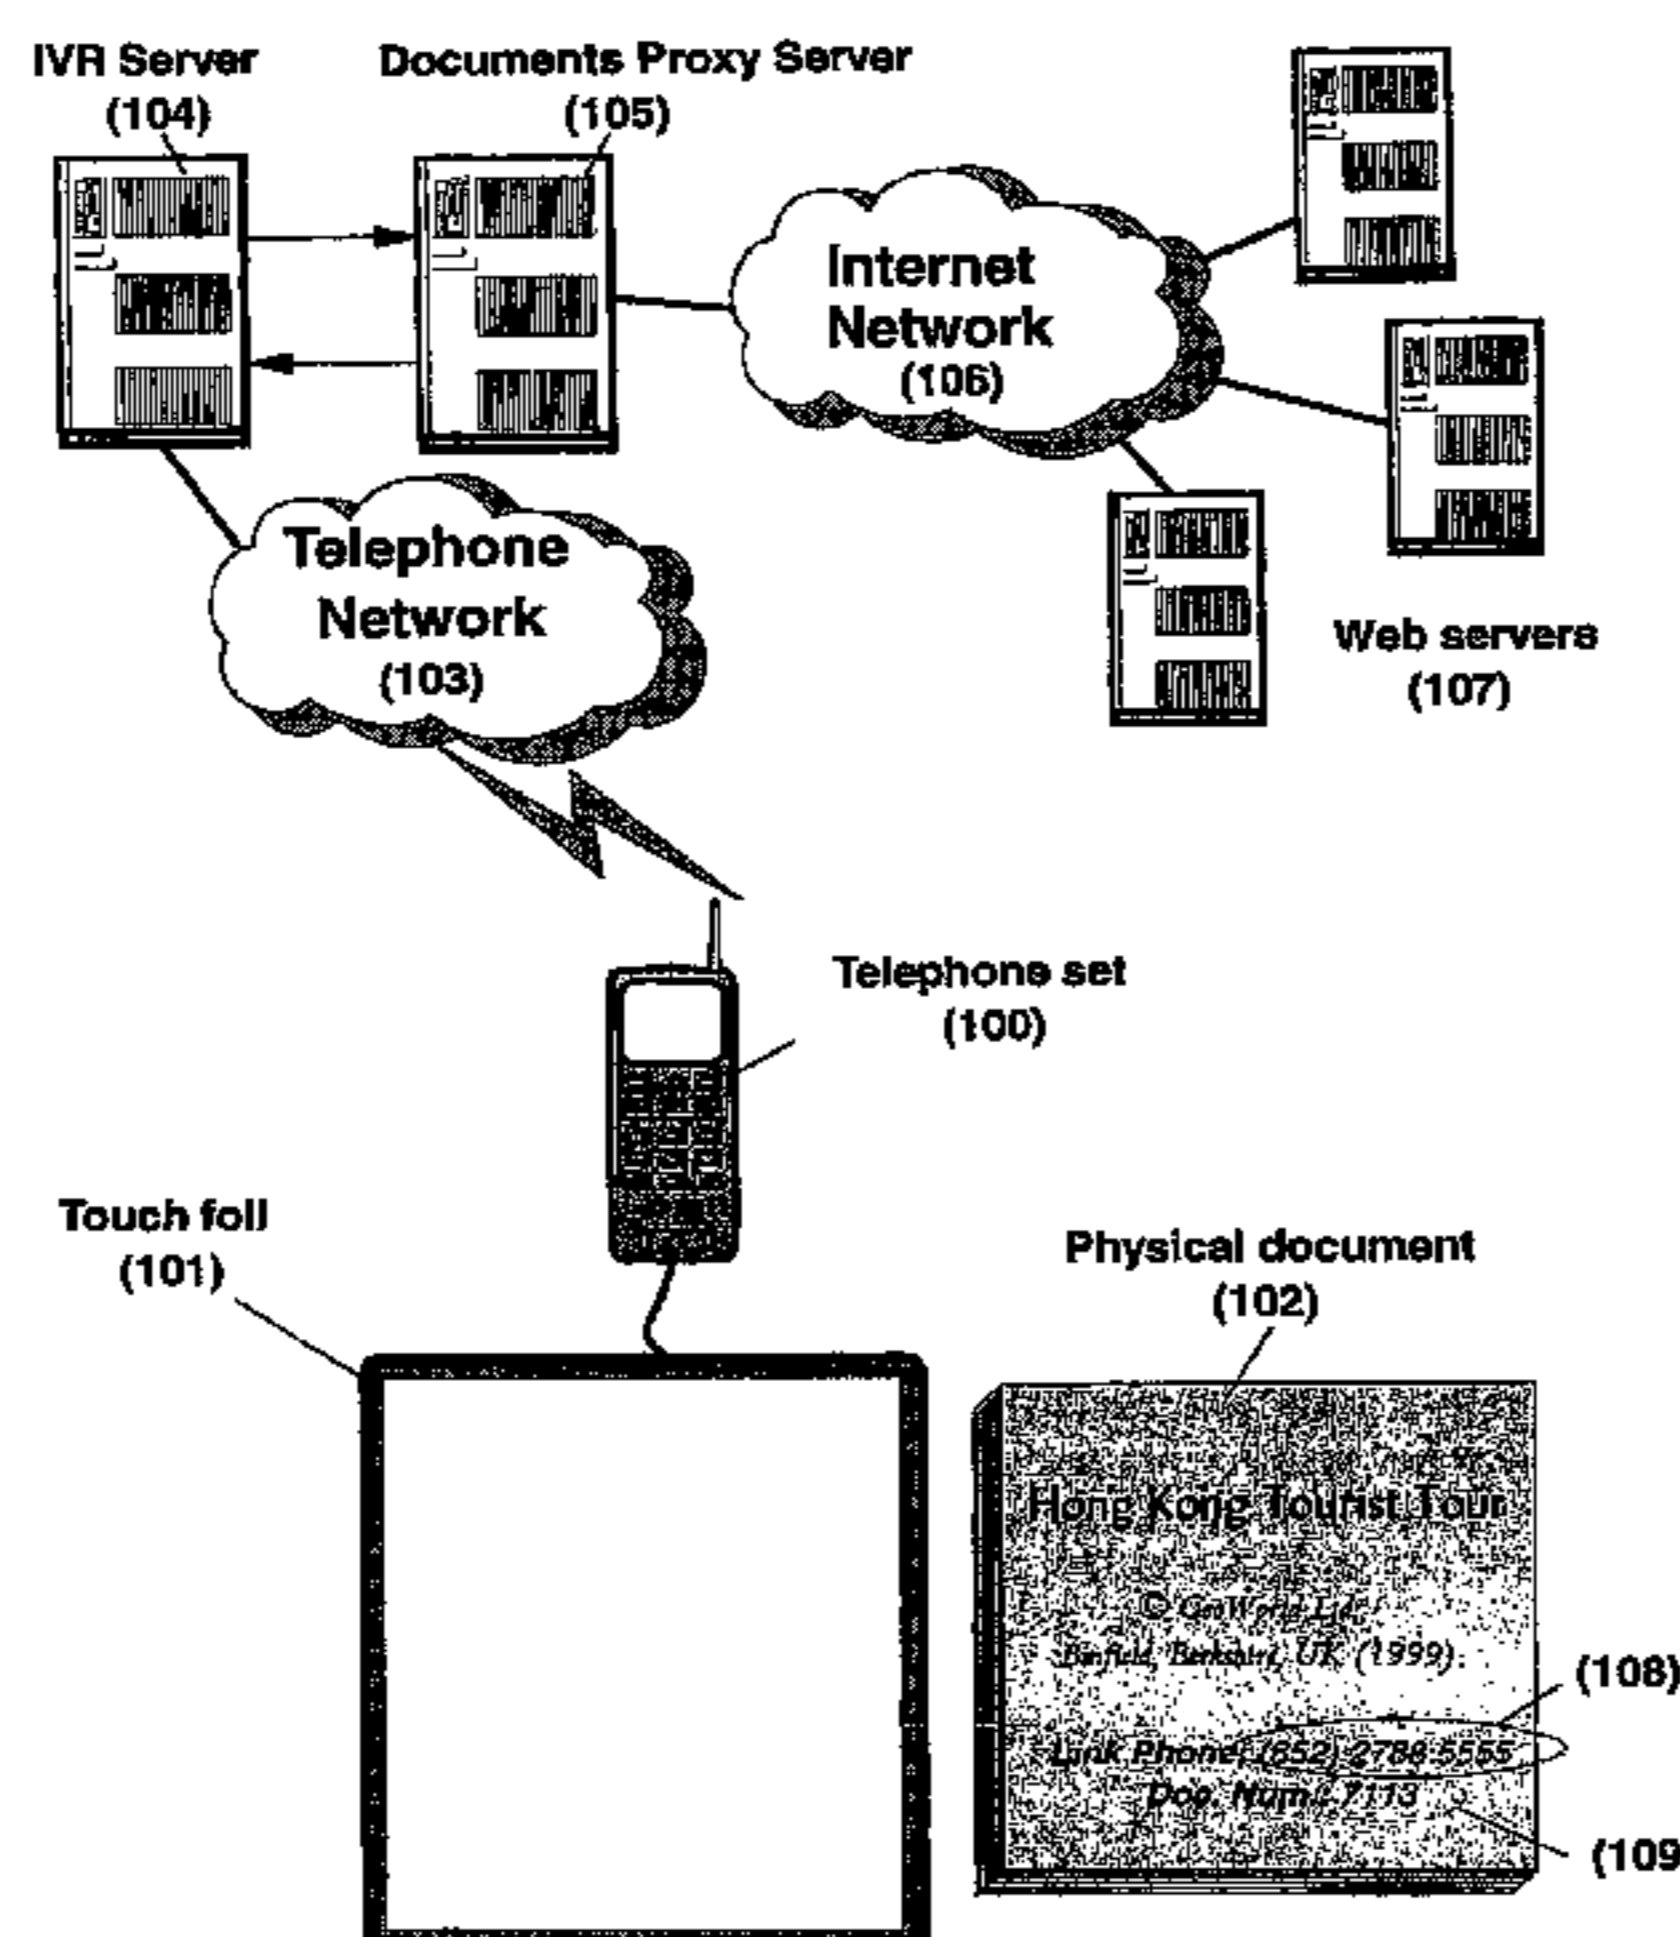 IVR Server
(104)
Documents Proxy Server
(105)
Internet
Network
(106)
Telephone
Network
(103)
Web servers
(107)
Telephone set
(100)
Touch foil
(101)
Physical document
(102)
Hong Kong Tourist Tour
© GeoWorld Ltd.
Binfield, Berkshire, UK (1999).
(108)
Link Phone: (852) 2788-5555
Doc. Num.: 7113
(109